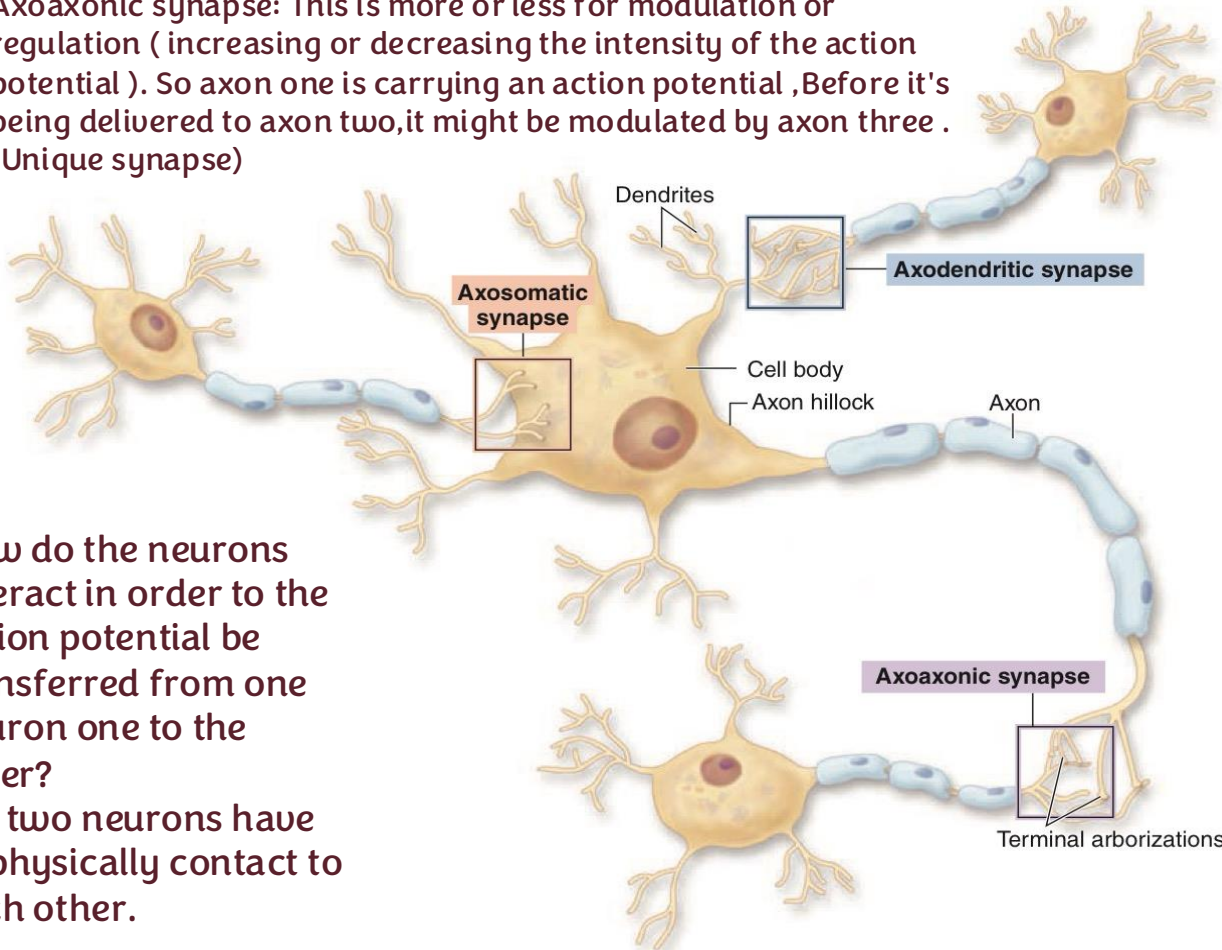 Axoaxonic synapse: This is more or less for modulation or
regulation ( increasing or decreasing the intensity of the action
potential ). So axon one is carrying an action potential ,Before it's
being delivered to axon two,it might be modulated by axon three .
Unique synapse)
Dendrites
Axodendritic synapse
Axosomatic
synapse
Cell body
Axon hillock
Axon
w do the neurons
eract in order to the
ion potential be
nsferred from one
uron one to the
er?
two neurons have
physically contact to
h other.
Axoaxonic synapse
Terminal arborizations